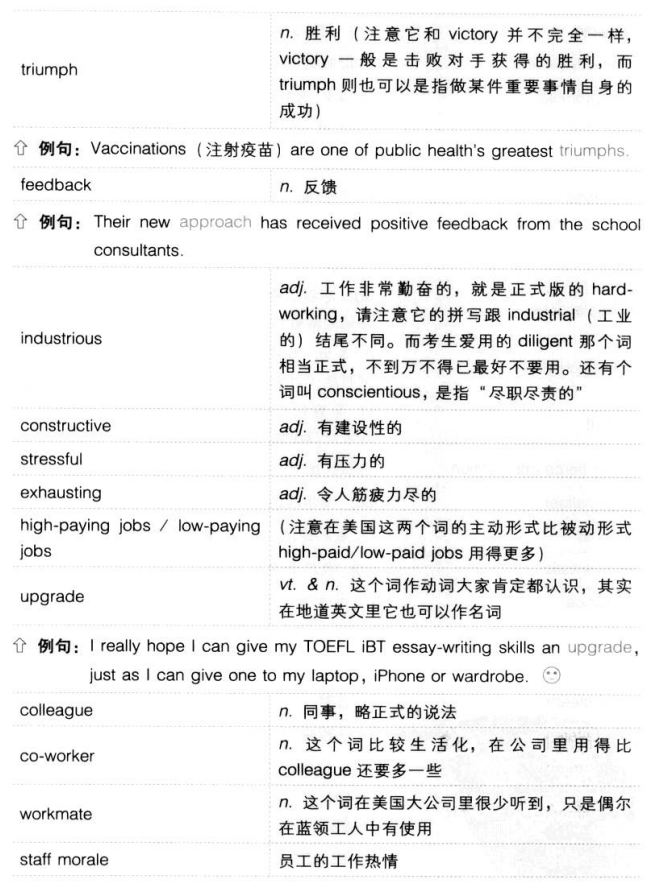 triumph
n. 胜利（注意它和 victory 并不完全一样，
victory 一般是击败对手获得的胜利，而
triumph 则也可以是指做某件重要事情自身的
成功）
⇧ 例句：Vaccinations（注射疫苗）are one of public health's greatest triumphs.
feedback
n. 反馈
⇧ 例句：Their new approach has received positive feedback from the school
consultants.
industrious
adj. 工作非常勤奋的，就是正式版的 hard-
working，请注意它的拼写跟 industrial（工业
的）结尾不同。而考生爱用的 diligent 那个词
相当正式，不到万不得已最好不要用。还有个
词叫 conscientious，是指“尽职尽责的”
constructive
adj. 有建设性的
stressful
adj. 有压力的
exhausting
adj. 令人筋疲力尽的
high-paying jobs / low-paying
jobs
（注意在美国这两个词的主动形式比被动形式
high-paid/low-paid jobs 用得更多）
upgrade
vt. & n. 这个词作动词大家肯定都认识，其实
在地道英文里它也可以作名词
⇧ 例句：I really hope I can give my TOEFL iBT essay-writing skills an upgrade,
just as I can give one to my laptop, iPhone or wardrobe.
colleague
n. 同事，略正式的说法
co-worker
n. 这个词比较生活化，在公司里用得比
colleague 还要多一些
workmate
n. 这个词在美国大公司里很少听到，只是偶尔
在蓝领工人中有使用
staff morale
员工的工作热情